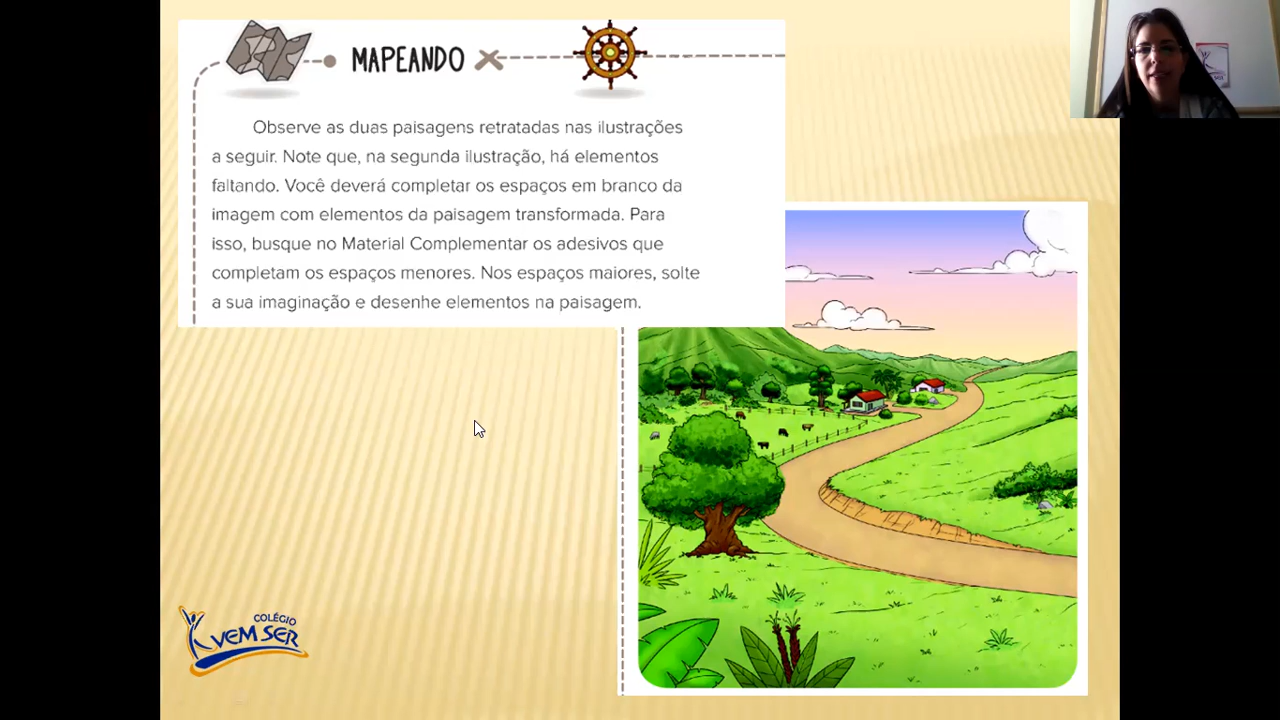 MAPEANDO
Observe as duas paisagens retratadas nas ilustrações
a seguir. Note que, na segunda ilustração, há elementos
faltando. Você deverá completar os espaços em branco da
imagem com elementos da paisagem transformada. Para
isso, busque no Material Complementar os adesivos que
completam os espaços menores. Nos espaços maiores, solte
a sua imaginação e desenhe elementos na paisagem.
COLÉGIO
VEM SER